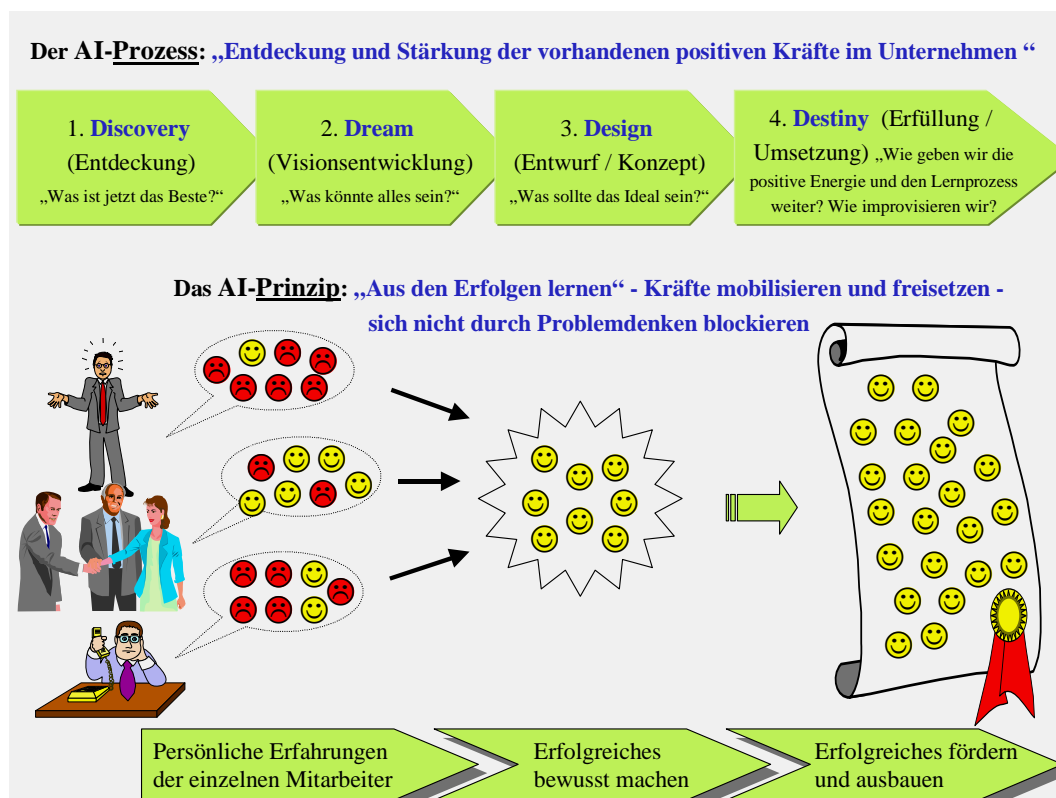 Der AI-Prozess: „Entdeckung und Stärkung der vorhandenen positiven Kräfte im Unternehmen “
1. Discovery
(Entdeckung)
„Was ist jetzt das Beste?“
2. Dream
(Visionsentwicklung)
„Was könnte alles sein?“
3. Design
(Entwurf / Konzept)
„Was sollte das Ideal sein?“
4. Destiny (Erfüllung /
Umsetzung) „Wie geben wir die
positive Energie und den Lernprozess
weiter? Wie improvisieren wir?
Das AI-Prinzip: „Aus den Erfolgen lernen“ - Kräfte mobilisieren und freisetzen -
sich nicht durch Problemdenken blockieren
Persönliche Erfahrungen
der einzelnen Mitarbeiter
Erfolgreiches
bewusst machen
Erfolgreiches fördern
und ausbauen